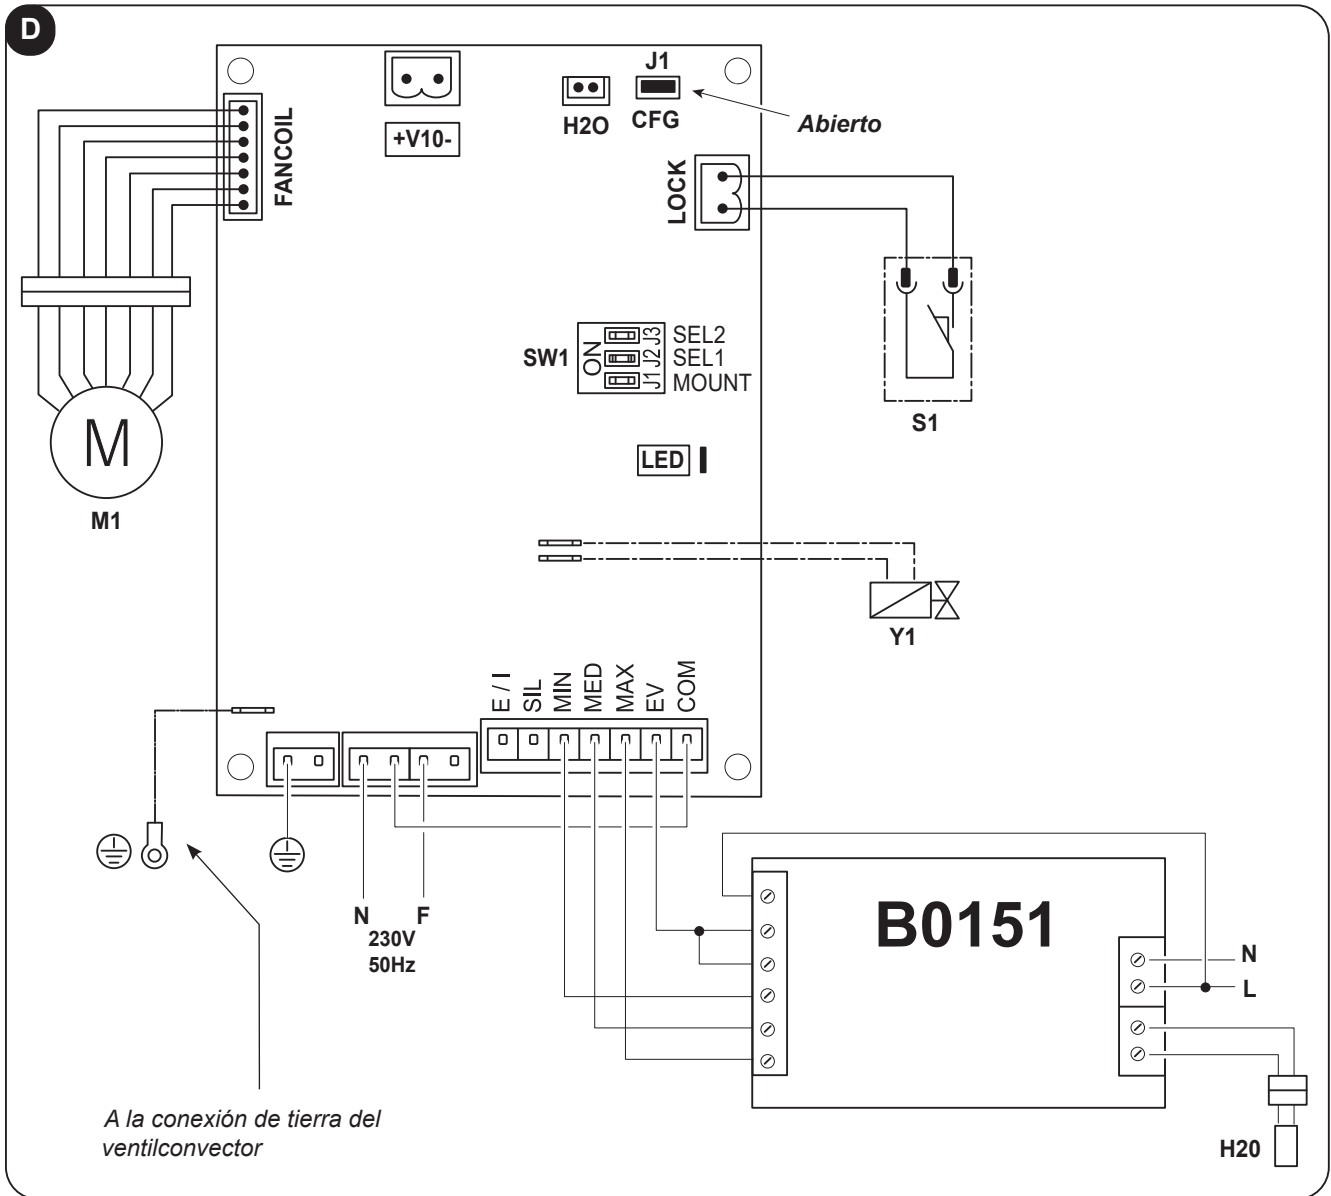 D
J1
H2O
CFG
Abierto
+V10-
FANCOIL
LOCK
SW1
ON
J3
SEL2
J2
SEL1
J1
MOUNT
S1
M
M1
LED
Y1
E / I
SIL
MIN
MED
MAX
EV
COM
N
F
230V
50Hz
B0151
N
L
H20
A la conexión de tierra del
ventilconvector